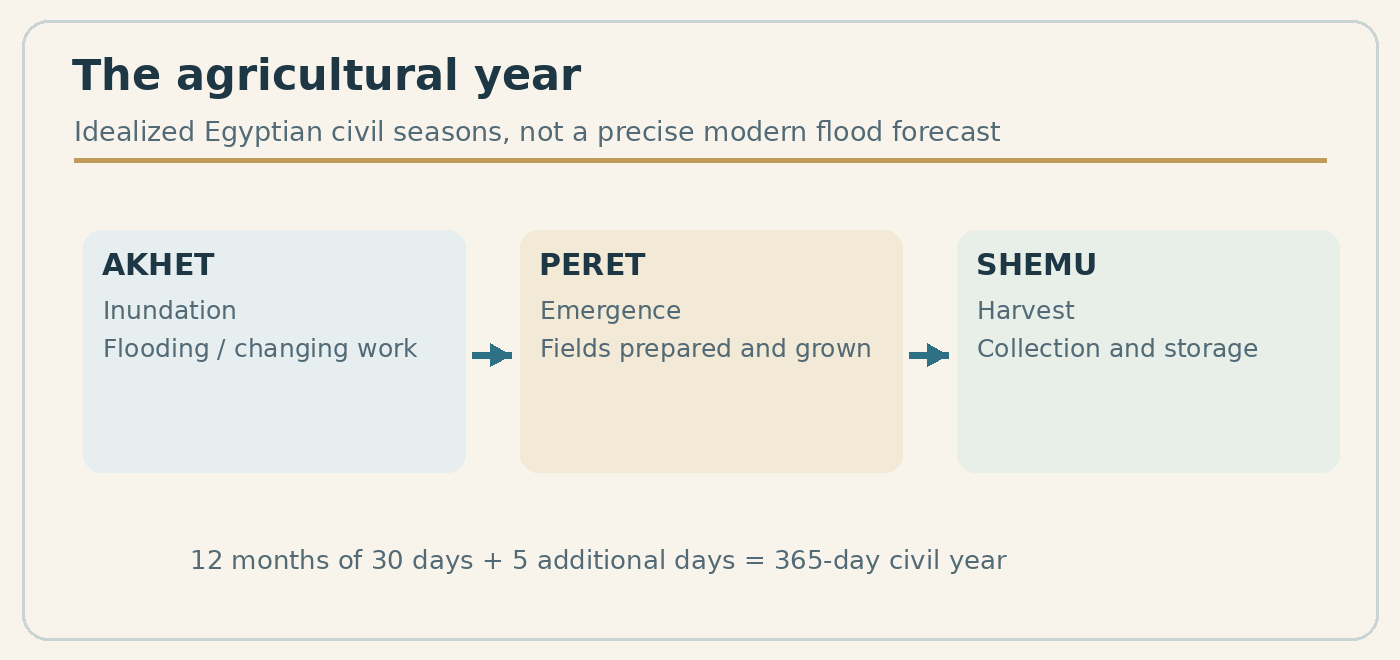 The agricultural year
Idealized Egyptian civil seasons, not a precise modern flood forecast
AKHET
Inundation
Flooding / changing work
PERET
Emergence
Fields prepared and grown
SHEMU
Harvest
Collection and storage
12 months of 30 days + 5 additional days = 365-day civil year